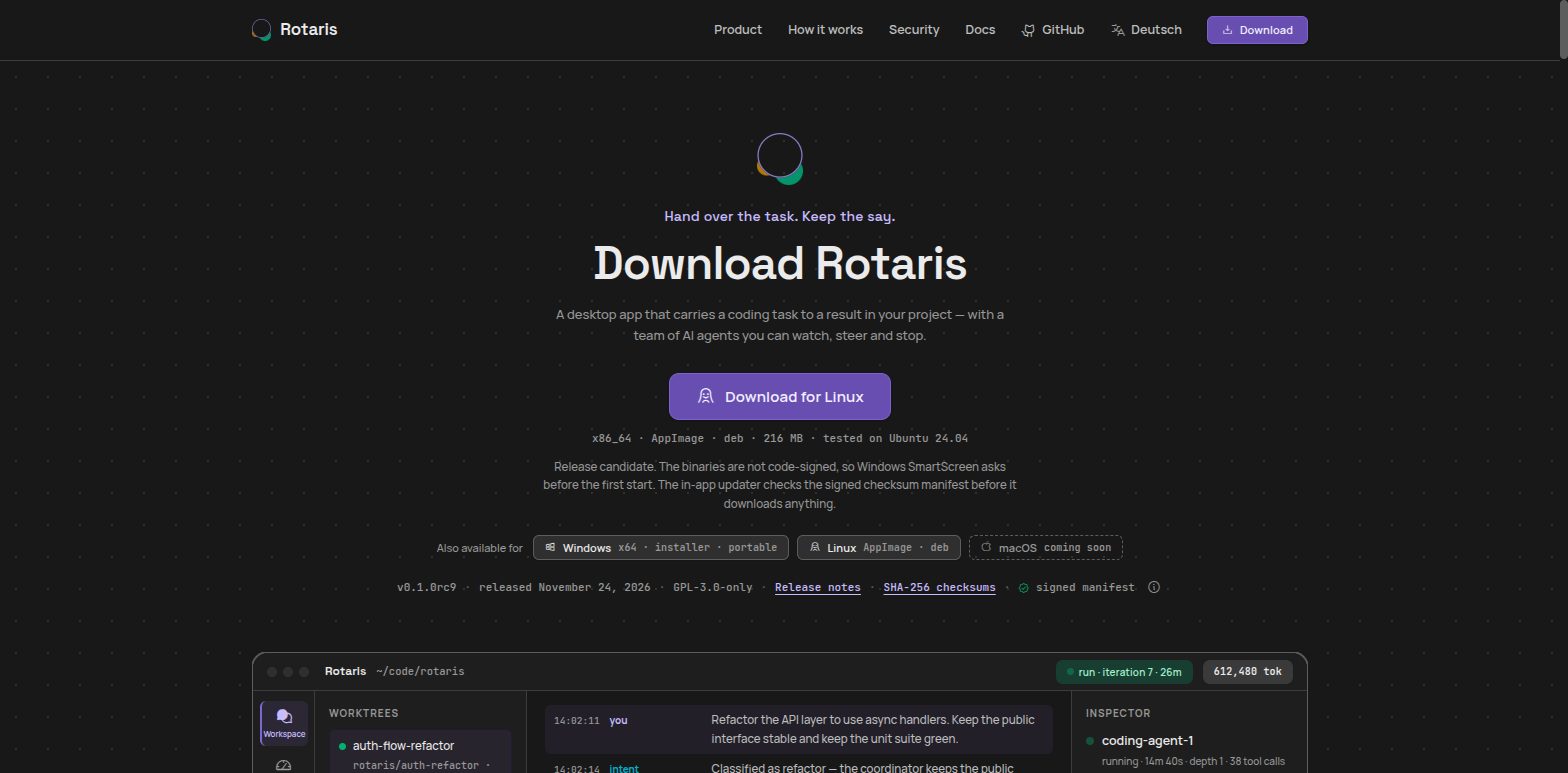 Rotaris
Product How it works Security Docs GitHub Deutsch Download
Hand over the task. Keep the say.
Download Rotaris
A desktop app that carries a coding task to a result in your project — with a
team of AI agents you can watch, steer and stop.
Download for Linux
x86_64 · AppImage · deb · 216 MB · tested on Ubuntu 24.04
Release candidate. The binaries are not code-signed, so Windows SmartScreen asks
before the first start. The in-app updater checks the signed checksum manifest before it
downloads anything.
Also available for Windows x64 · installer · portable Linux AppImage · deb macOS coming soon
v0.1.0rc9 · released November 24, 2026 · GPL-3.0-only · Release notes · SHA-256 checksums · signed manifest
Rotaris ~/code/rotaris run · iteration 7 · 26m 612,480 tok
Workspace
WORKTREES
auth-flow-refactor
rotaris/auth-refactor ·
14:02:11 you Refactor the API layer to use async handlers. Keep the public
interface stable and keep the unit suite green.
14:02:14 intent Classified as refactor — the coordinator keeps the public
INSPECTOR
coding-agent-1
running · 14m 40s · depth 1 · 38 tool calls